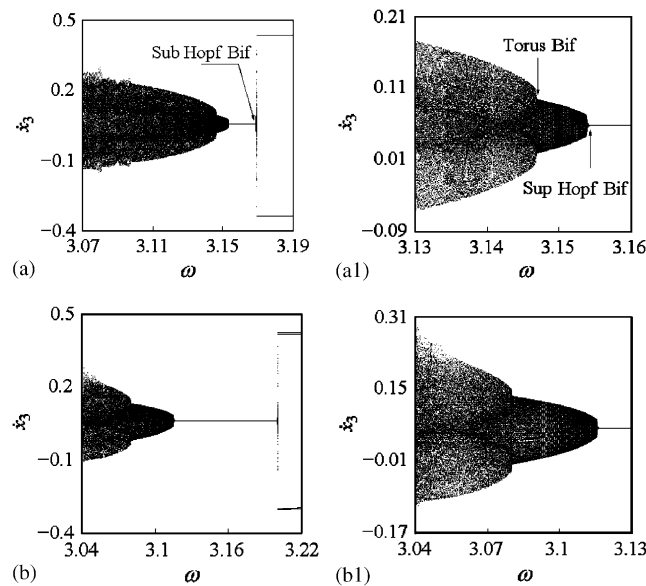 0.5
Sub Hopf Bif
0.2
ẋ3
−0.1
−0.4
3.07 3.11 3.15 3.19
(a) ω
0.21
Torus Bif
0.11
ẋ3
0.01
Sup Hopf Bif
−0.09
3.13 3.14 3.15 3.16
(a1) ω
0.5
0.2
ẋ3
−0.1
−0.4
3.04 3.1 3.16 3.22
(b) ω
0.31
0.15
ẋ3
−0.01
−0.17
3.04 3.07 3.1 3.13
(b1) ω